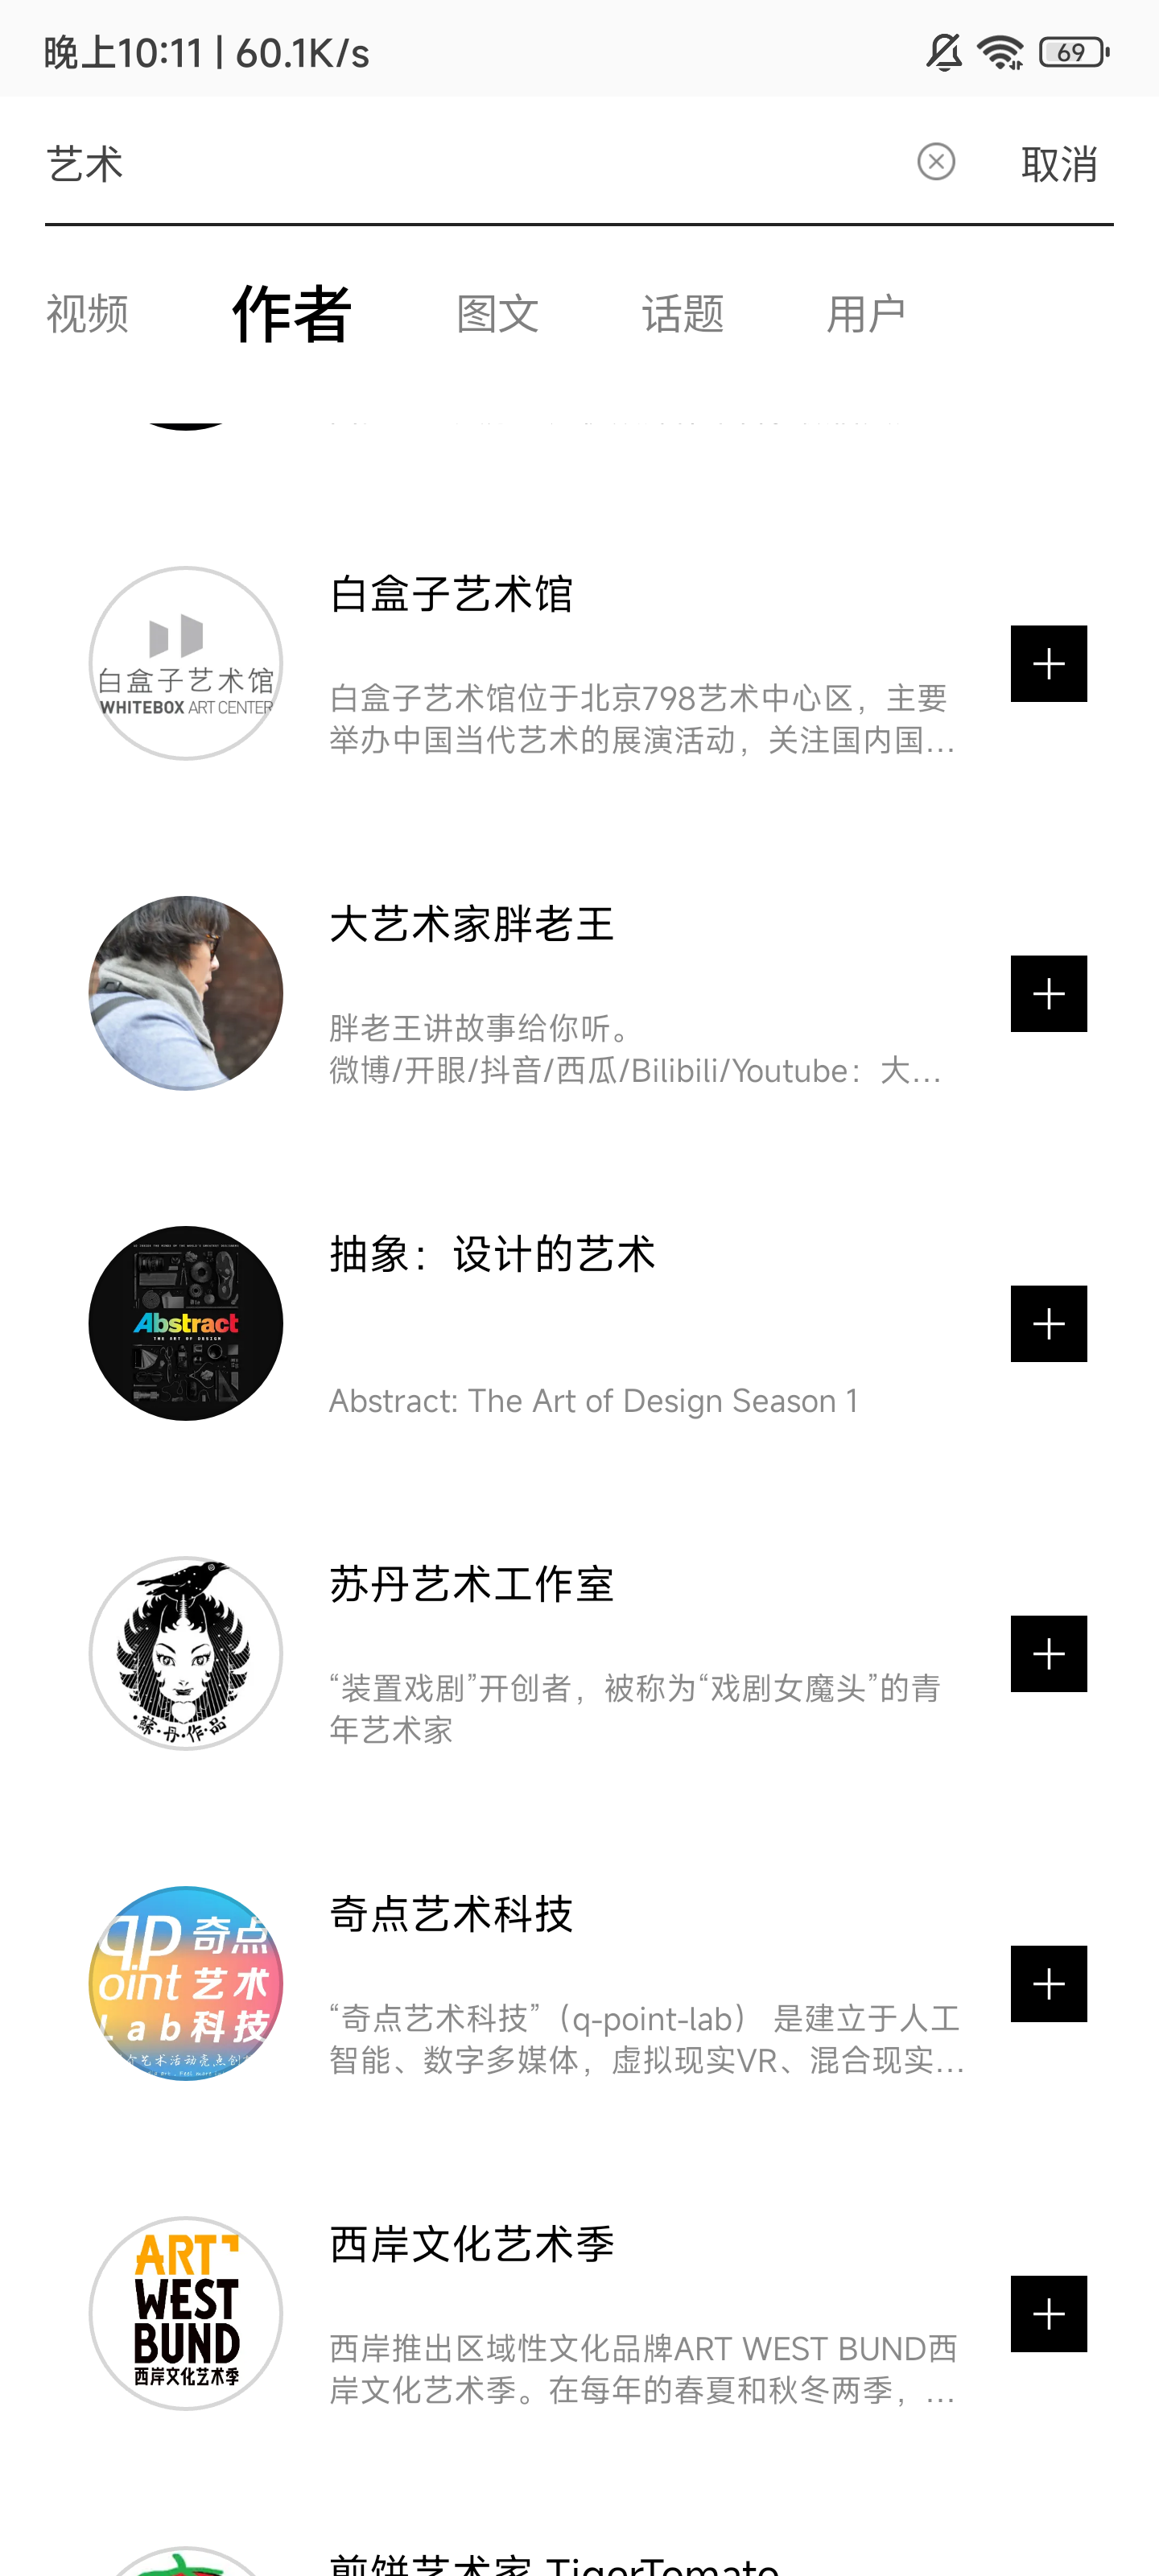 晚上10:11 | 60.1K/s
69
艺术
取消
视频
作者
图文
话题
用户
白盒子艺术馆
WHITEBOX ART CENTER
白盒子艺术馆
白盒子艺术馆位于北京798艺术中心区，主要
举办中国当代艺术的展演活动，关注国内国...
大艺术家胖老王
胖老王讲故事给你听。
微博/开眼/抖音/西瓜/Bilibili/Youtube：大...
Abstract
THE ART OF DESIGN
抽象：设计的艺术
Abstract: The Art of Design Season 1
蘇·丹·作品
苏丹艺术工作室
“装置戏剧”开创者，被称为“戏剧女魔头”的青
年艺术家
qp 奇点
oint 艺术
Lab 科技
奇点艺术科技
“奇点艺术科技”（q-point-lab） 是建立于人工
智能、数字多媒体，虚拟现实VR、混合现实...
ART
WEST
BUND
西岸文化艺术季
西岸文化艺术季
西岸推出区域性文化品牌ART WEST BUND西
岸文化艺术季。在每年的春夏和秋冬两季，...
煎饼艺术家 TigerTomato